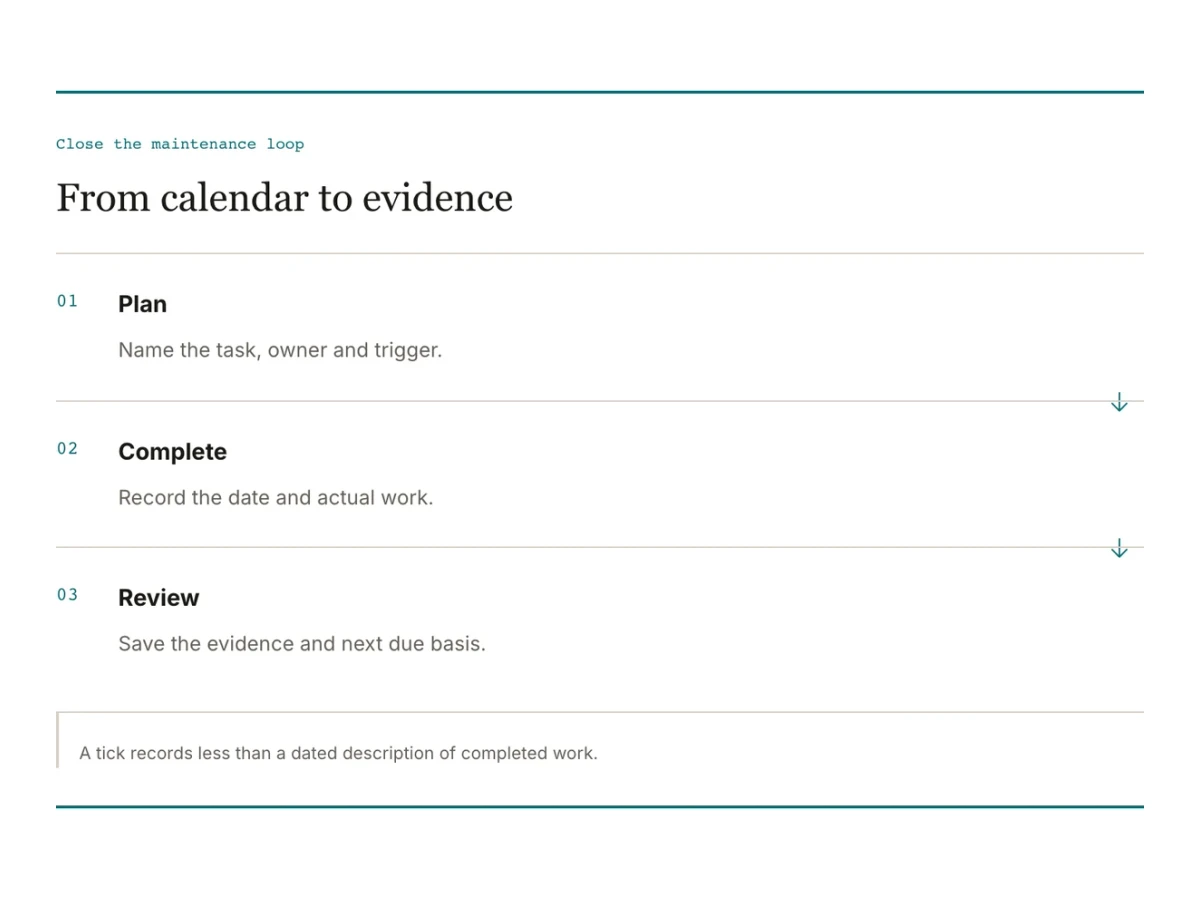 Close the maintenance loop
From calendar to evidence
01
Plan
Name the task, owner and trigger.
02
Complete
Record the date and actual work.
03
Review
Save the evidence and next due basis.
A tick records less than a dated description of completed work.